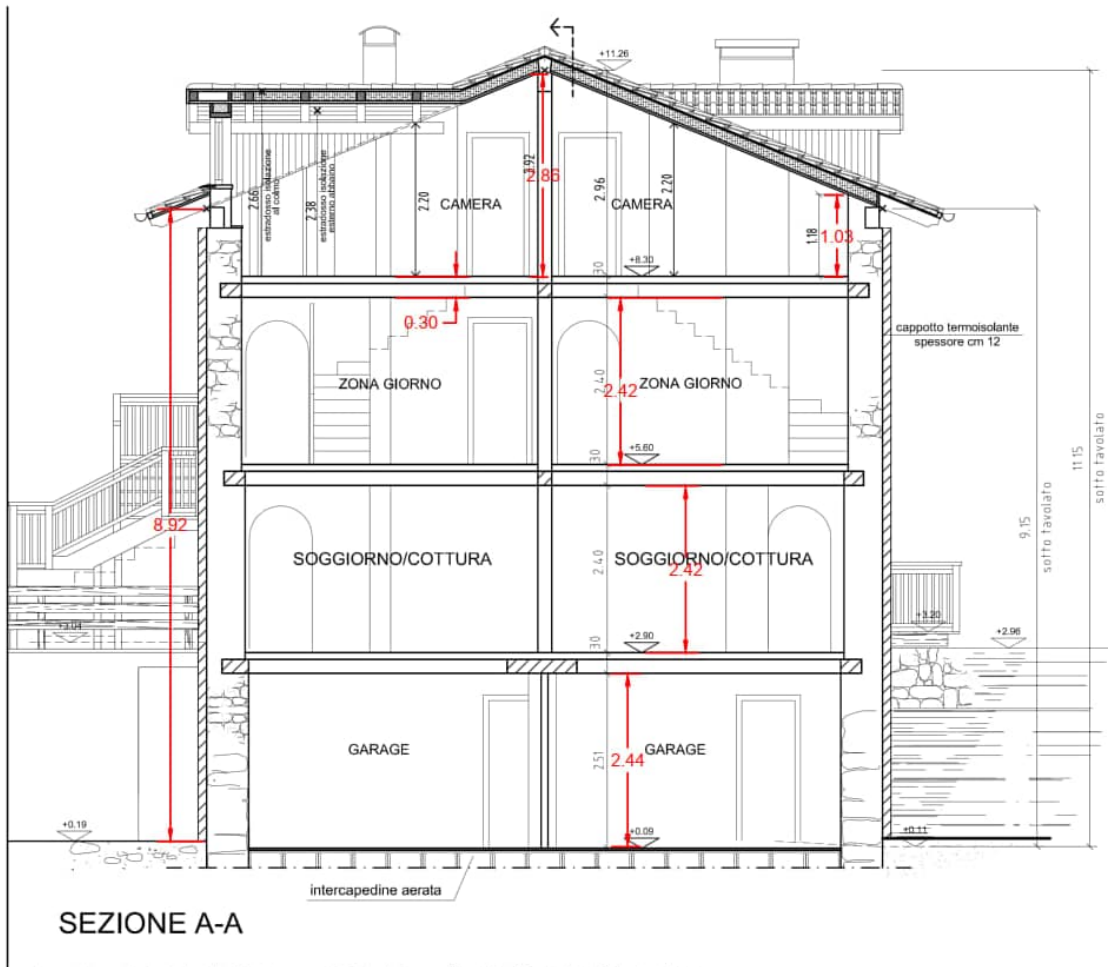 +11.26
2.66
estradosso isolazione
al colmo
2.38
estradosso isolazione
esterno abbaino
2.20
CAMERA
2.92
2.86
CAMERA
2.96
2.20
1.18
1.03
30
+8.30
0.30
cappotto termoisolante
spessore cm 12
ZONA GIORNO
2.40
2.42
ZONA GIORNO
30
+5.60
11.15
sotto tavolato
9.15
sotto tavolato
8.92
SOGGIORNO/COTTURA
2.40
SOGGIORNO/COTTURA
2.42
+3.04
30
+2.90
+3.20
+2.96
GARAGE
2.51
2.44
GARAGE
+0.19
+0.09
+0.11
intercapedine aerata
SEZIONE A-A